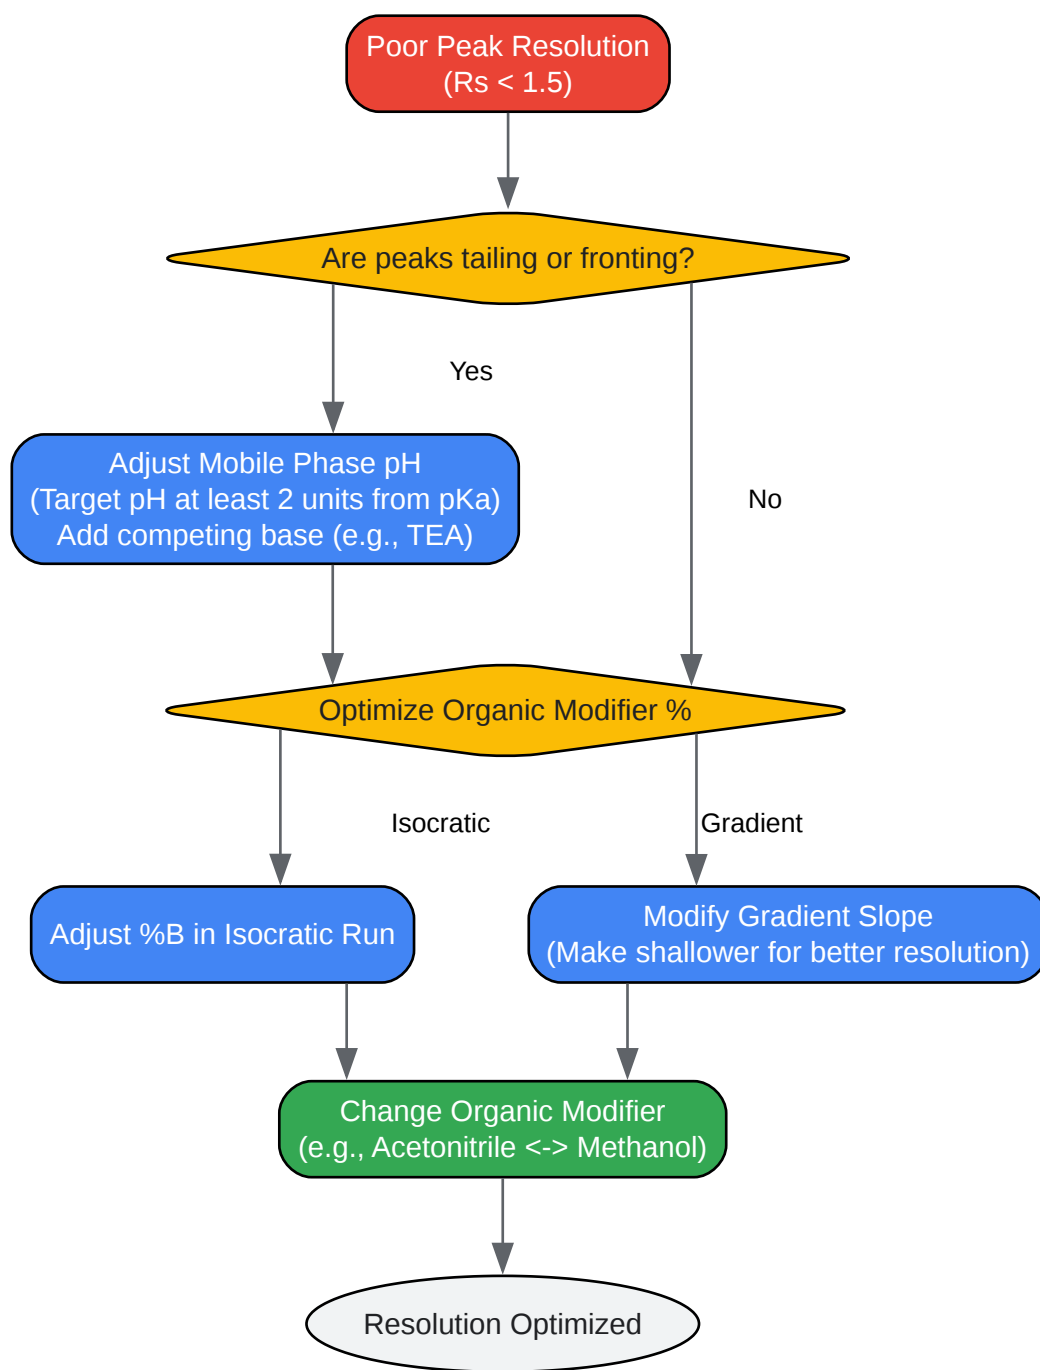 Poor Peak Resolution
(Rs < 1.5)
Are peaks tailing or fronting?
Yes
Adjust Mobile Phase pH
(Target pH at least 2 units from pKa)
Add competing base (e.g., TEA)
No
Optimize Organic Modifier %
Isocratic
Gradient
Adjust %B in Isocratic Run
Modify Gradient Slope
(Make shallower for better resolution)
Change Organic Modifier
(e.g., Acetonitrile <-> Methanol)
Resolution Optimized